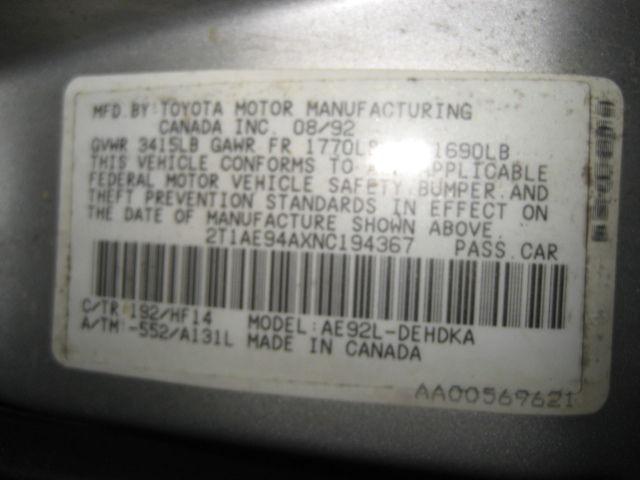 MFD.BY:TOYOTA MOTOR MANUFACTURING
CANADA INC. 08/92
GVWR 3415LB GAWR FR 1770L 1690LB
THIS VEHICLE CONFORMS TO APPLICABLE
FEDERAL MOTOR VEHICLE SAFETY, BUMPER AND
THEFT PREVENTION STANDARDS IN EFFECT ON
THE DATE OF MANUFACTURE SHOWN ABOVE.
2T1AE94AXNC194367 PASS.CAR
C/TR 192/HF14 MODEL:AE92L-DEHDKA
A/TM -552/A131L MADE IN CANADA
AA00569621